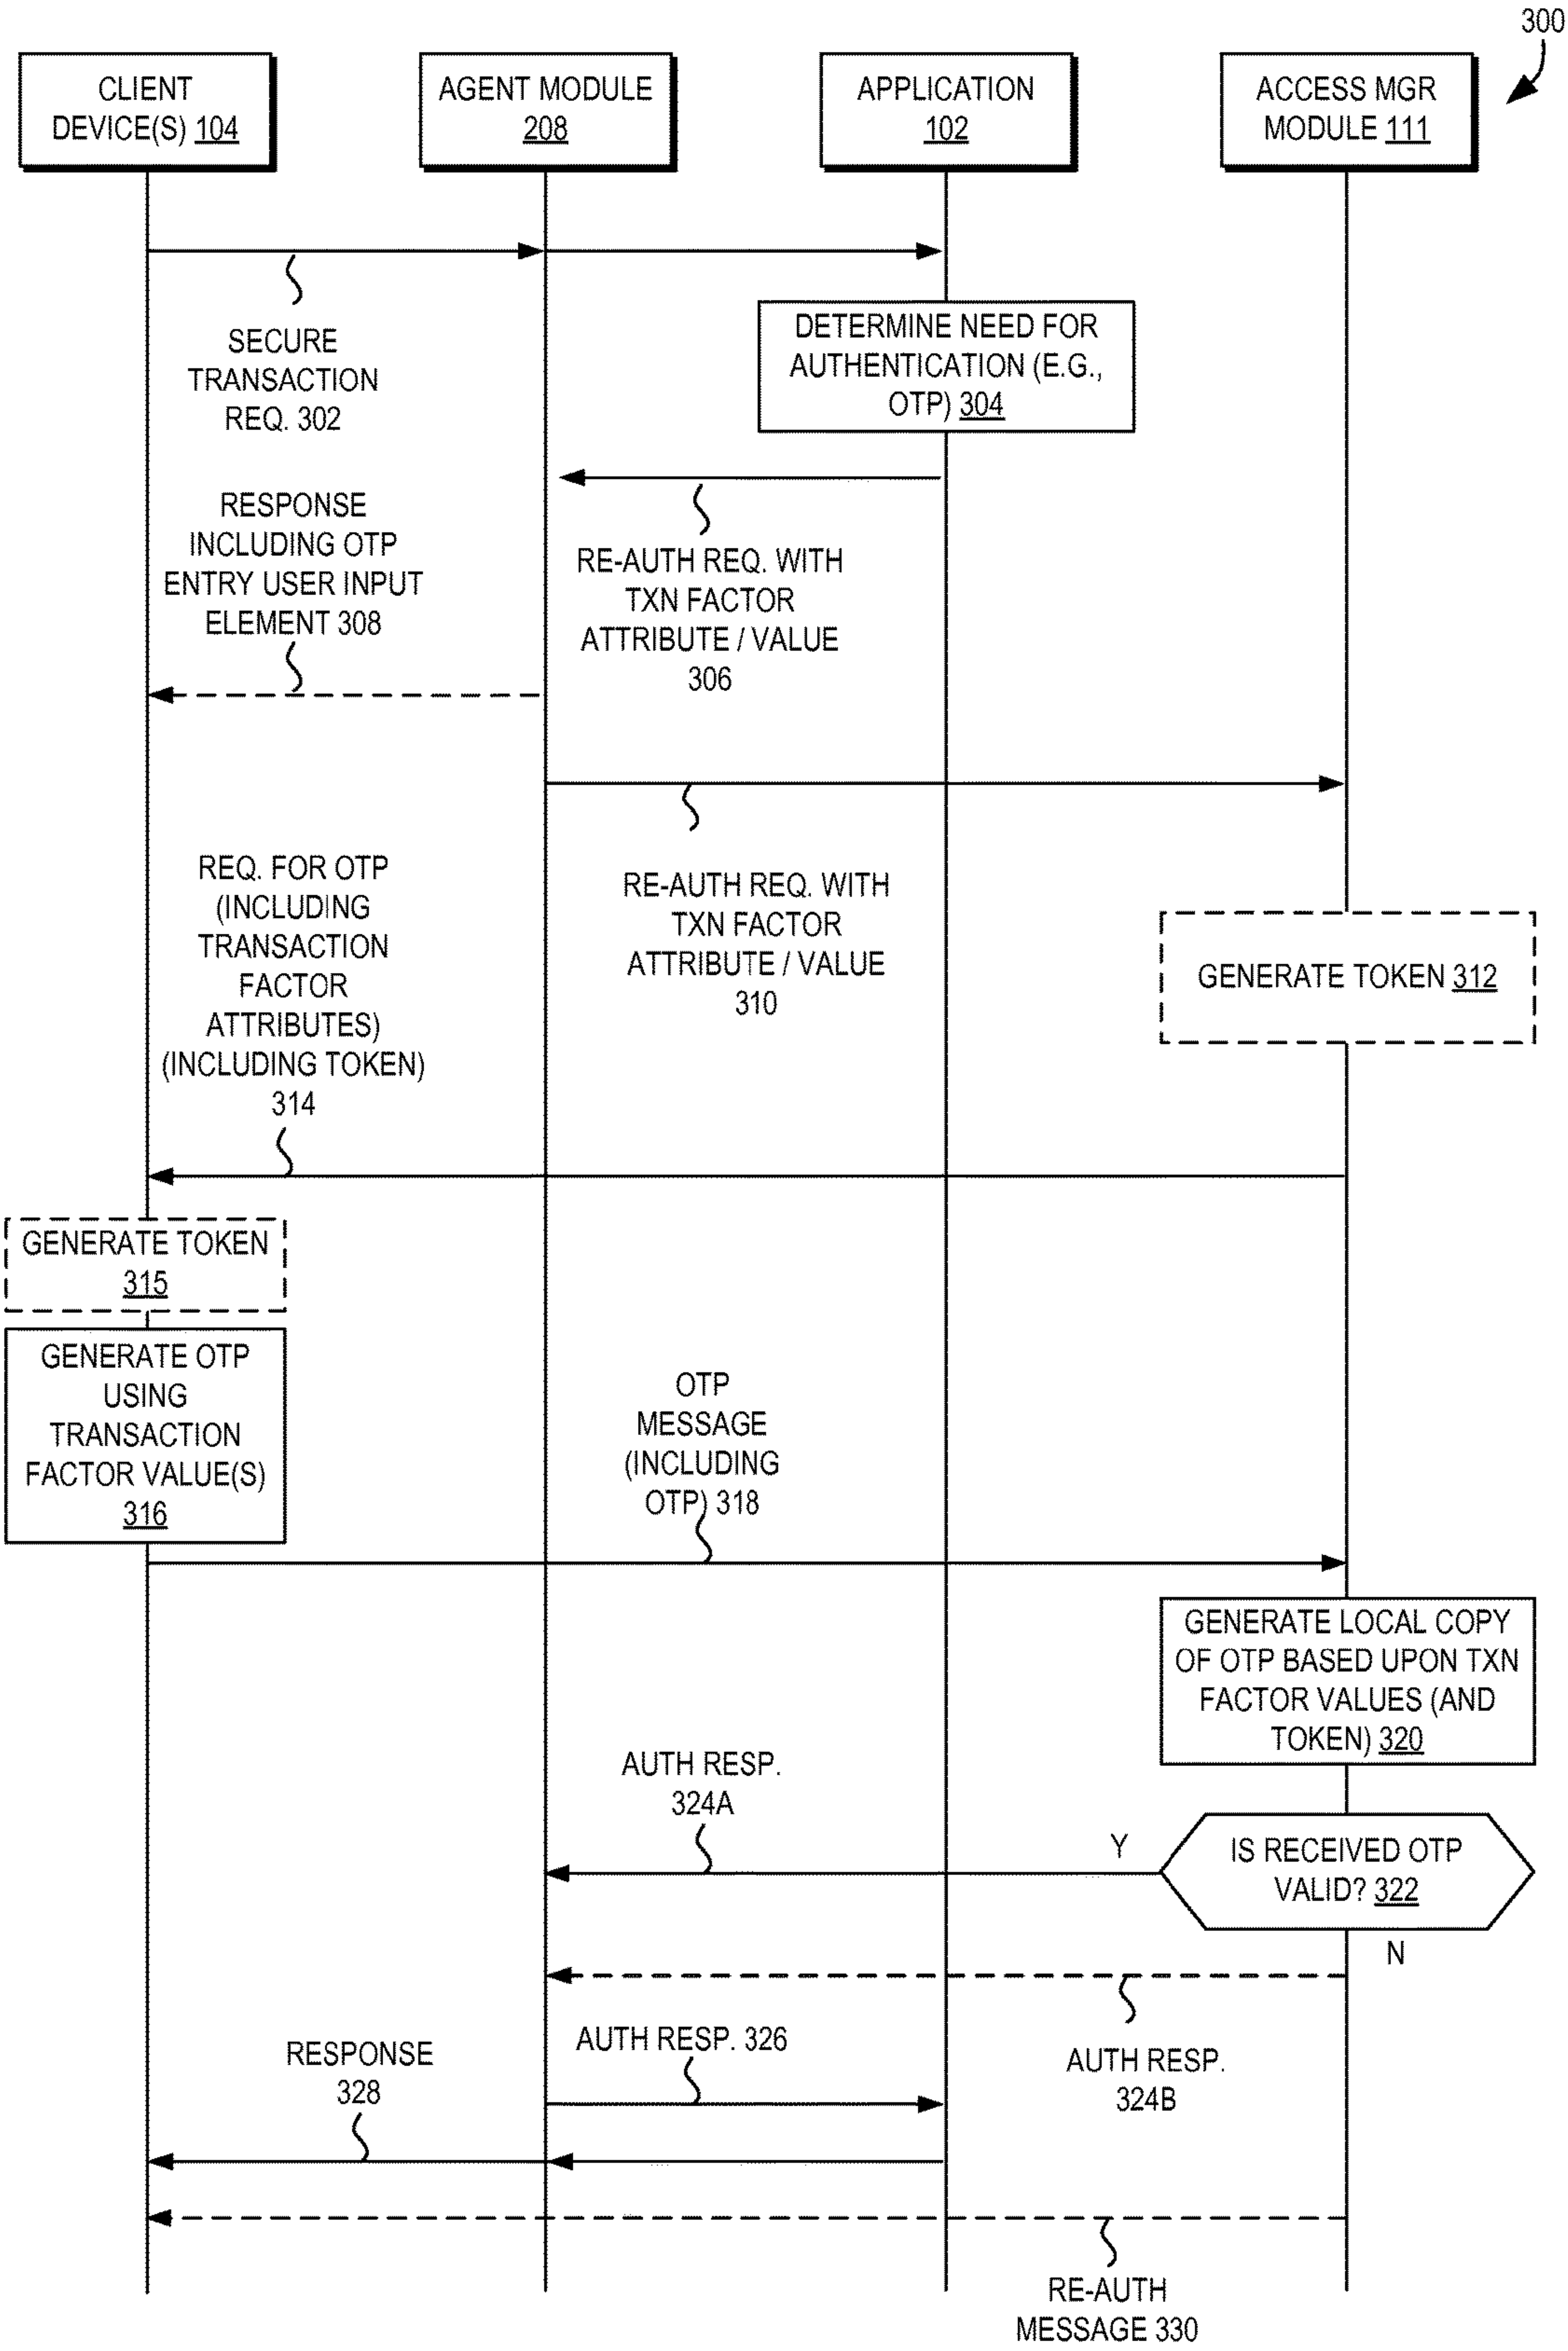 300
CLIENT
DEVICE(S) 104
AGENT MODULE
208
APPLICATION
102
ACCESS MGR
MODULE 111
SECURE
TRANSACTION
REQ. 302
DETERMINE NEED FOR
AUTHENTICATION (E.G.,
OTP) 304
RESPONSE
INCLUDING OTP
ENTRY USER INPUT
ELEMENT 308
RE-AUTH REQ. WITH
TXN FACTOR
ATTRIBUTE / VALUE
306
REQ. FOR OTP
(INCLUDING
TRANSACTION
FACTOR
ATTRIBUTES)
(INCLUDING TOKEN)
314
RE-AUTH REQ. WITH
TXN FACTOR
ATTRIBUTE / VALUE
310
GENERATE TOKEN 312
GENERATE TOKEN
315
GENERATE OTP
USING
TRANSACTION
FACTOR VALUE(S)
316
OTP
MESSAGE
(INCLUDING
OTP) 318
GENERATE LOCAL COPY
OF OTP BASED UPON TXN
FACTOR VALUES (AND
TOKEN) 320
AUTH RESP.
324A
Y
IS RECEIVED OTP
VALID? 322
N
AUTH RESP. 326
RESPONSE
328
AUTH RESP.
324B
RE-AUTH
MESSAGE 330